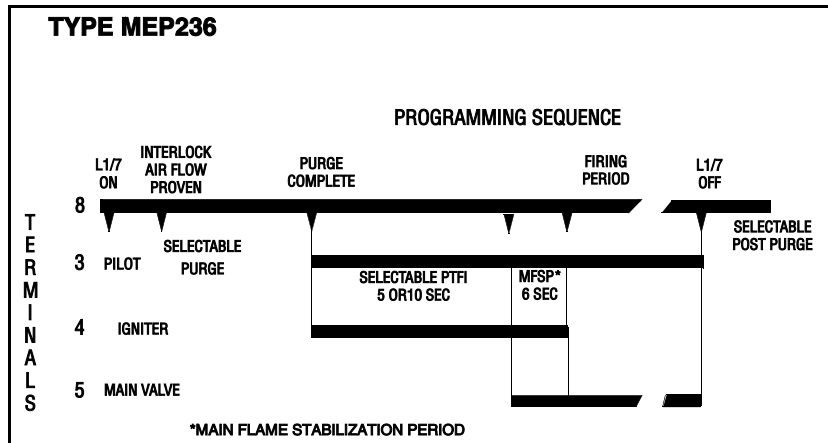 TYPE MEP236
PROGRAMMING SEQUENCE
L1/7
ON
INTERLOCK
AIR FLOW
PROVEN
PURGE
COMPLETE
FIRING
PERIOD
L1/7
OFF
8
SELECTABLE
PURGE
SELECTABLE
POST PURGE
TERMINALS
3 PILOT
SELECTABLE PTFI
5 OR10 SEC
MFSP*
6 SEC
4 IGNITER
5 MAIN VALVE
*MAIN FLAME STABILIZATION PERIOD